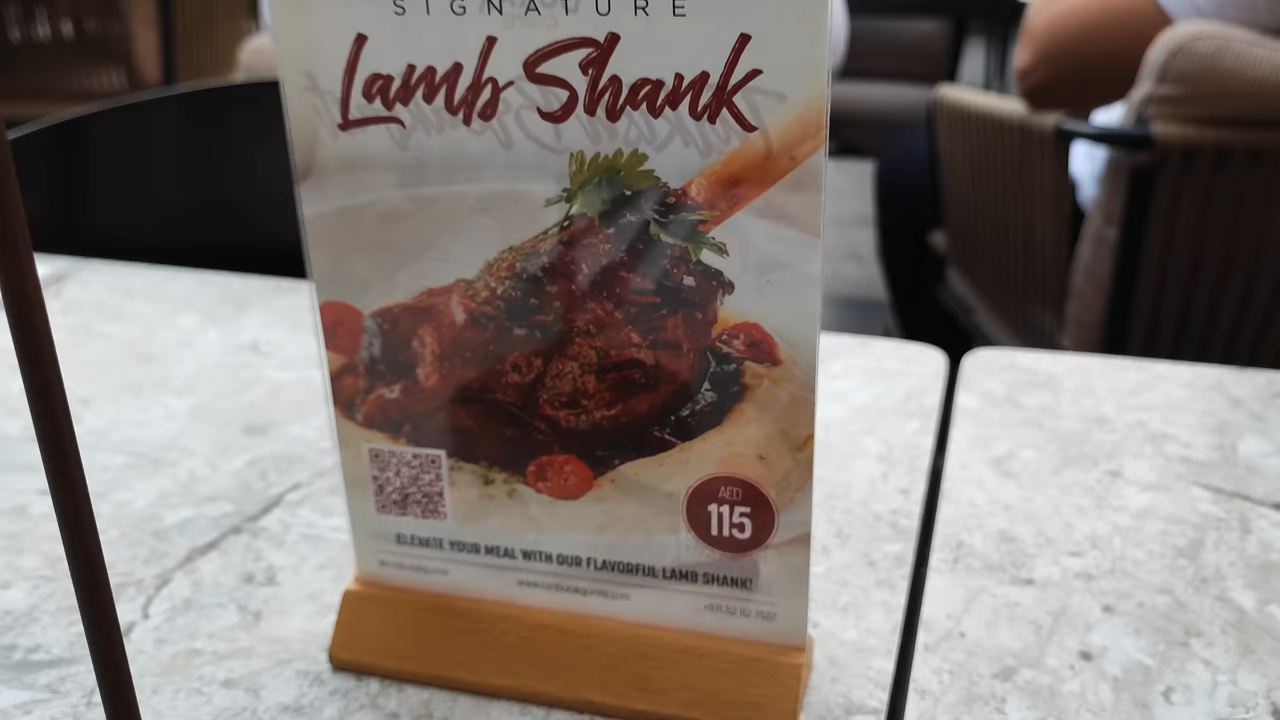 SIGNATURE
Lamb Shank
AED
115
ELEVATE YOUR MEAL WITH OUR FLAVORFUL LAMB SHANK!